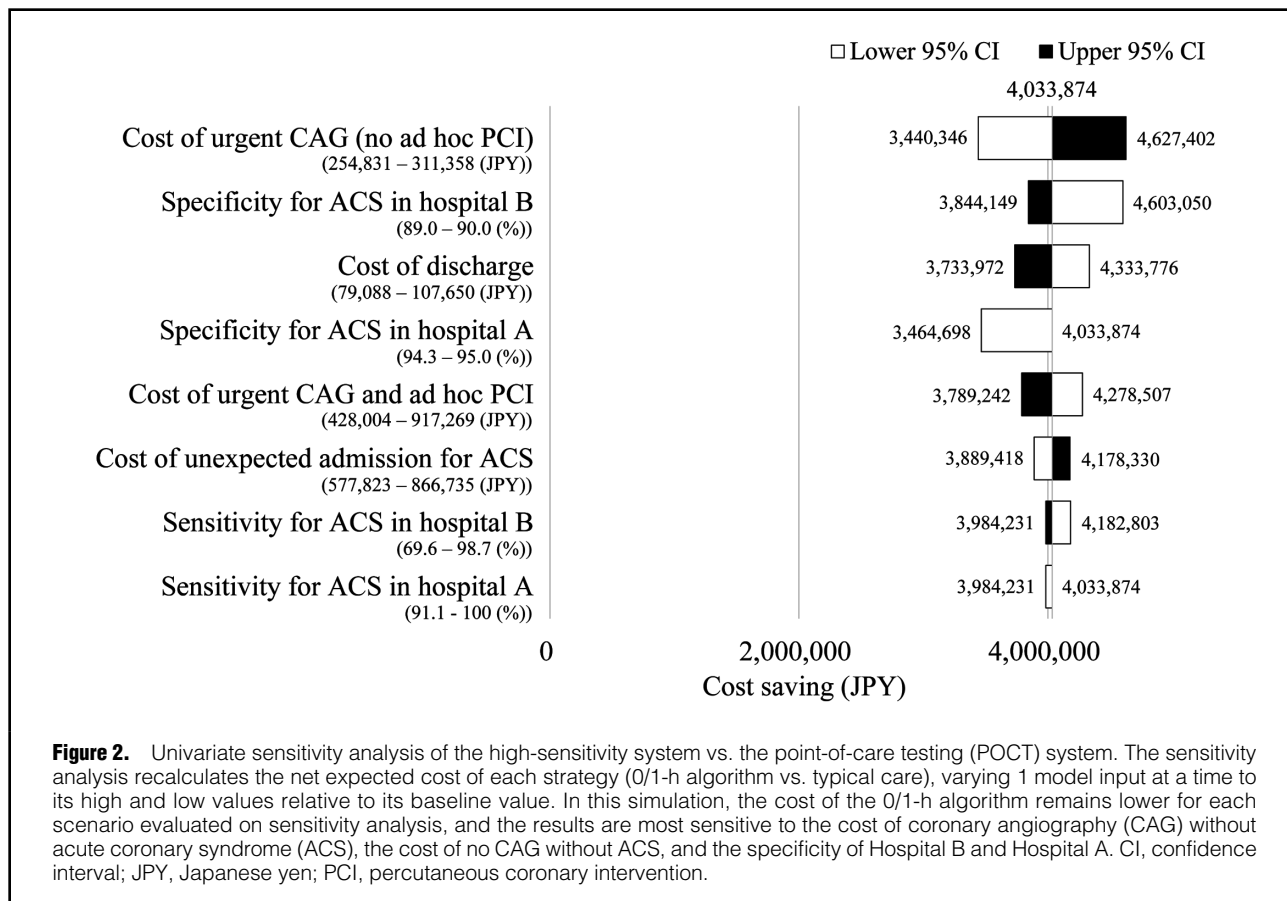 □ Lower 95% CI ■ Upper 95% CI
4,033,874
Cost of urgent CAG (no ad hoc PCI)
(254,831 – 311,358 (JPY))
3,440,346 4,627,402
Specificity for ACS in hospital B
(89.0 – 90.0 (%))
3,844,149 4,603,050
Cost of discharge
(79,088 – 107,650 (JPY))
3,733,972 4,333,776
Specificity for ACS in hospital A
(94.3 – 95.0 (%))
3,464,698 4,033,874
Cost of urgent CAG and ad hoc PCI
(428,004 – 917,269 (JPY))
3,789,242 4,278,507
Cost of unexpected admission for ACS
(577,823 – 866,735 (JPY))
3,889,418 4,178,330
Sensitivity for ACS in hospital B
(69.6 – 98.7 (%))
3,984,231 4,182,803
Sensitivity for ACS in hospital A
(91.1 - 100 (%))
3,984,231 4,033,874
0 2,000,000 4,000,000
Cost saving (JPY)
Figure 2. Univariate sensitivity analysis of the high-sensitivity system vs. the point-of-care testing (POCT) system. The sensitivity
analysis recalculates the net expected cost of each strategy (0/1-h algorithm vs. typical care), varying 1 model input at a time to
its high and low values relative to its baseline value. In this simulation, the cost of the 0/1-h algorithm remains lower for each
scenario evaluated on sensitivity analysis, and the results are most sensitive to the cost of coronary angiography (CAG) without
acute coronary syndrome (ACS), the cost of no CAG without ACS, and the specificity of Hospital B and Hospital A. CI, confidence
interval; JPY, Japanese yen; PCI, percutaneous coronary intervention.